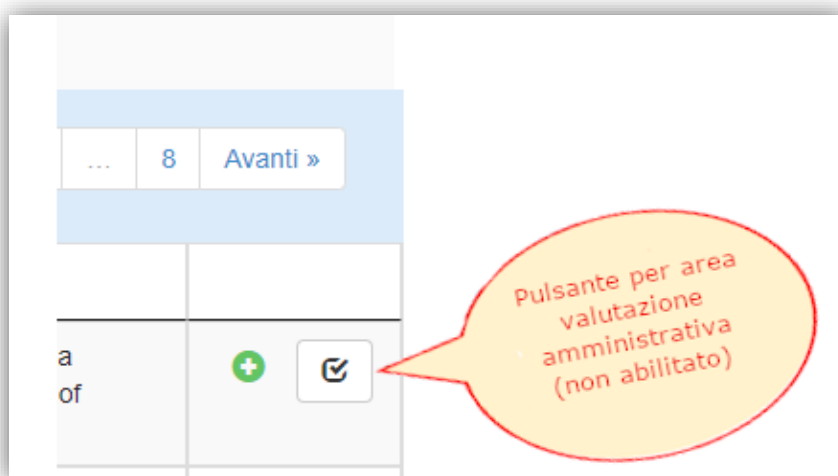 ... 8 Avanti »
Pulsante per area
valutazione
amministrativa
(non abilitato)
a
of